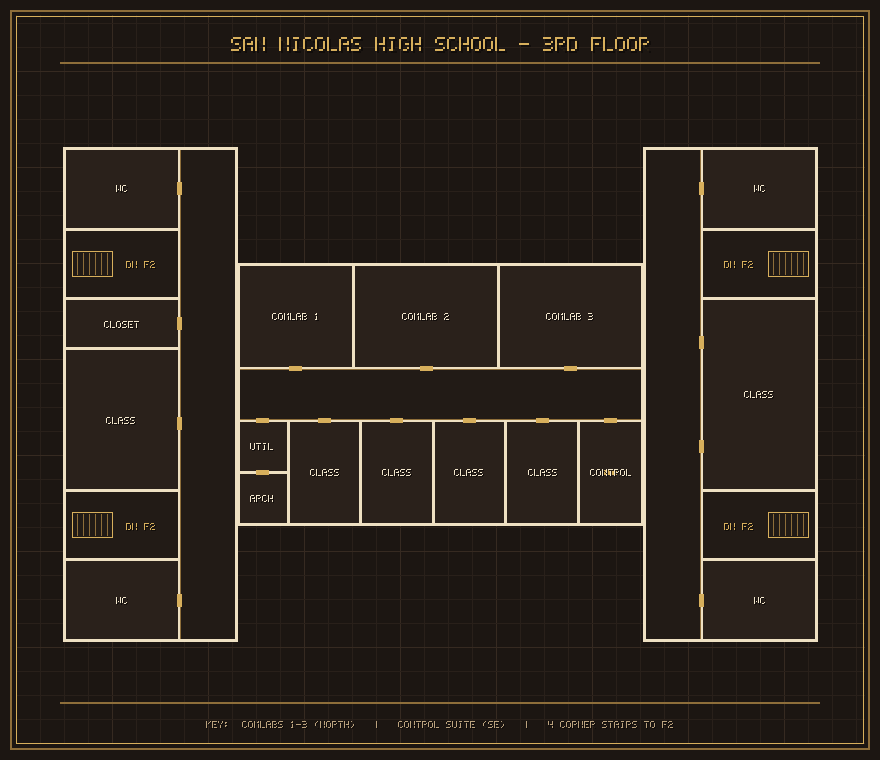 SAN NICOLAS HIGH SCHOOL - 3RD FLOOR
WC
WC
DN F2
DN F2
COMLAB 1
COMLAB 2
COMLAB 3
CLOSET
CLASS
CLASS
UTIL
CLASS
CLASS
CLASS
CLASS
CONTROL
ARCH
DN F2
DN F2
WC
WC
KEY: COMLABS 1-3 (NORTH) | CONTROL SUITE (SE) | 4 CORNER STAIRS TO F2